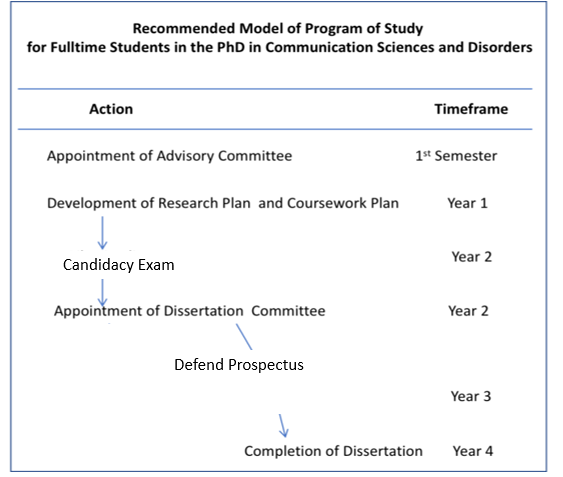 Recommended Model of Program of Study
for Fulltime Students in the PhD in Communication Sciences and Disorders
Action Timeframe
Appointment of Advisory Committee 1st Semester
Development of Research Plan and Coursework Plan Year 1
Candidacy Exam Year 2
Appointment of Dissertation Committee Year 2
Defend Prospectus
Year 3
Completion of Dissertation Year 4